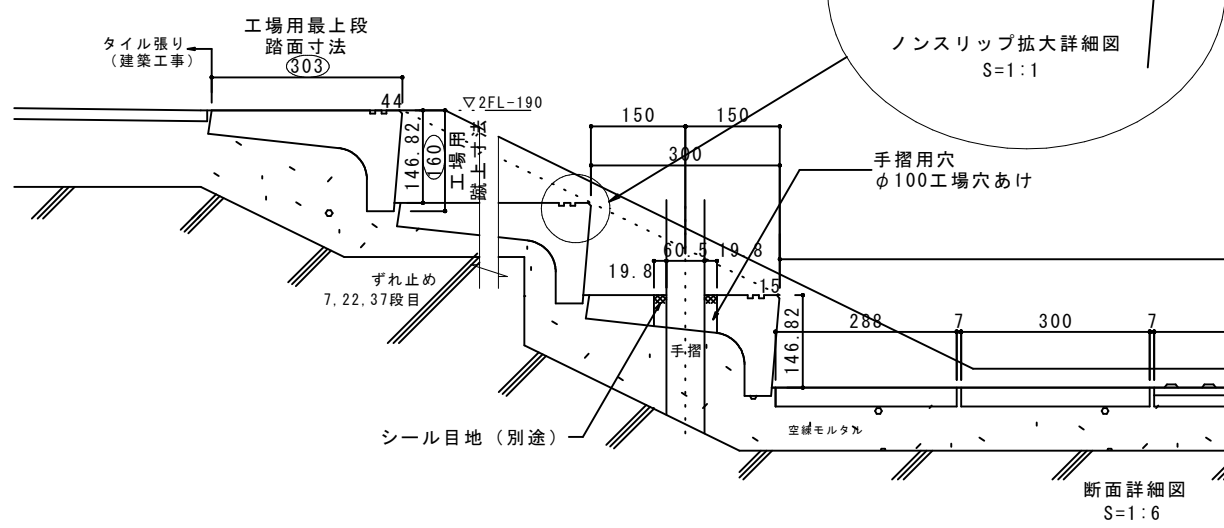 工場用最上段
踏面寸法
303
タイル張り
(建築工事)
44
▽2FL-190
146.82
160
工場用
蹴上寸法
ノンスリップ拡大詳細図
S=1:1
150
150
300
手摺用穴
φ100工場穴あけ
60.5
19.8
19.8
15
ずれ止め
7,22,37段目
手摺
146.82
288
7
300
7
シール目地（別途）
空練モルタル
断面詳細図
S=1:6